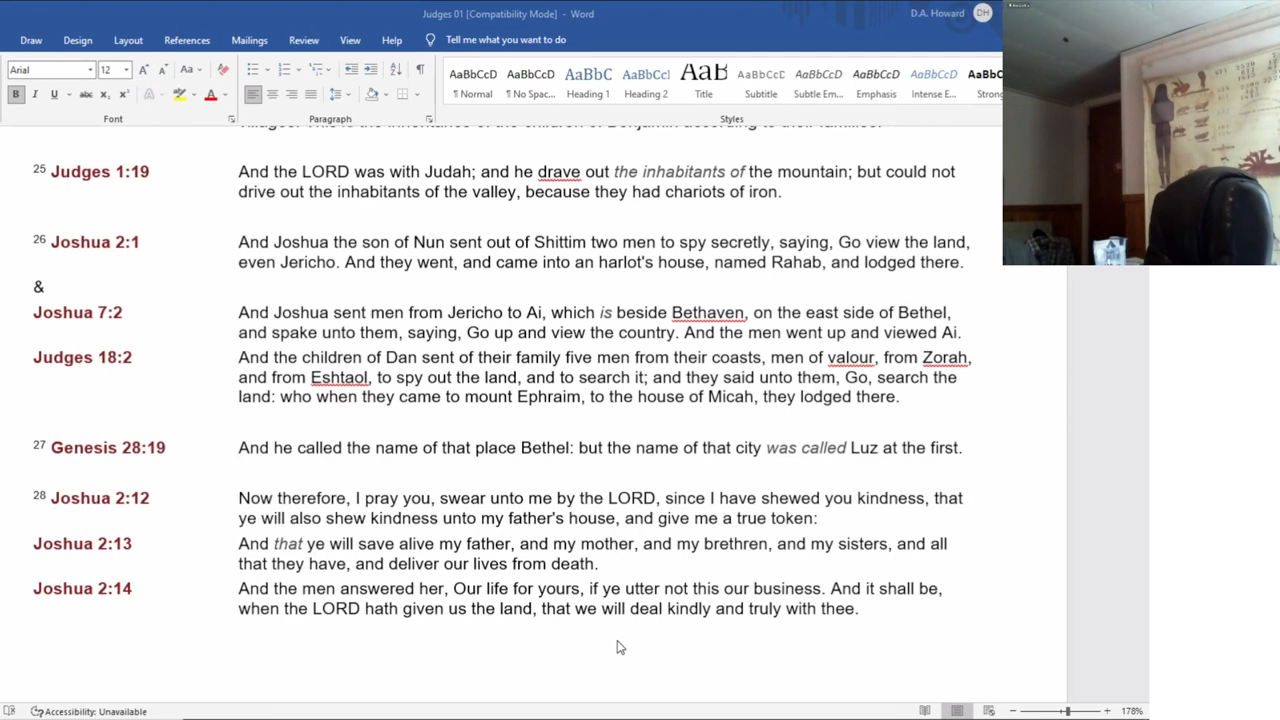 Judges 01 [Compatibility Mode] - Word
D.A. Howard DH
Draw Design Layout References Mailings Review View Help Tell me what you want to do
Arial 12 Aa
B I U abc x₂ x² A A
Font Paragraph Styles
AaBbCcD AaBbCcD AaBbC AaBbCcI AaB AaBbCcD AaBbCcD AaBbCcD AaBbCcD AaBbCc
¶ Normal ¶ No Spac... Heading 1 Heading 2 Title Subtitle Subtle Em... Emphasis Intense E... Strong
25 Judges 1:19 And the LORD was with Judah; and he drave out the inhabitants of the mountain; but could not
drive out the inhabitants of the valley, because they had chariots of iron.
26 Joshua 2:1 And Joshua the son of Nun sent out of Shittim two men to spy secretly, saying, Go view the land,
even Jericho. And they went, and came into an harlot's house, named Rahab, and lodged there.
&
Joshua 7:2 And Joshua sent men from Jericho to Ai, which is beside Bethaven, on the east side of Bethel,
and spake unto them, saying, Go up and view the country. And the men went up and viewed Ai.
Judges 18:2 And the children of Dan sent of their family five men from their coasts, men of valour, from Zorah,
and from Eshtaol, to spy out the land, and to search it; and they said unto them, Go, search the
land: who when they came to mount Ephraim, to the house of Micah, they lodged there.
27 Genesis 28:19 And he called the name of that place Bethel: but the name of that city was called Luz at the first.
28 Joshua 2:12 Now therefore, I pray you, swear unto me by the LORD, since I have shewed you kindness, that
ye will also shew kindness unto my father's house, and give me a true token:
Joshua 2:13 And that ye will save alive my father, and my mother, and my brethren, and my sisters, and all
that they have, and deliver our lives from death.
Joshua 2:14 And the men answered her, Our life for yours, if ye utter not this our business. And it shall be,
when the LORD hath given us the land, that we will deal kindly and truly with thee.
Accessibility: Unavailable 178%